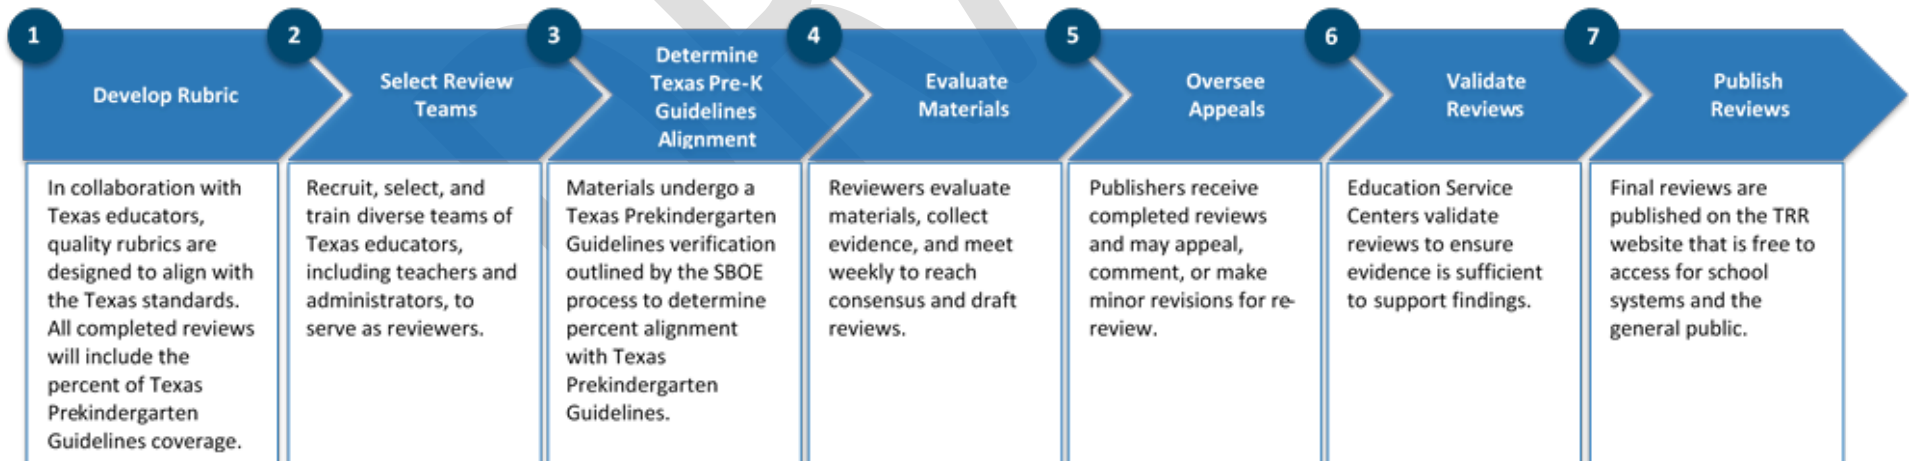 1
Develop Rubric
In collaboration with
Texas educators,
quality rubrics are
designed to align with
the Texas standards.
All completed reviews
will include the
percent of Texas
Prekindergarten
Guidelines coverage.
2
Select Review
Teams
Recruit, select, and
train diverse teams of
Texas educators,
including teachers and
administrators, to
serve as reviewers.
3
Determine
Texas Pre-K
Guidelines
Alignment
Materials undergo a
Texas Prekindergarten
Guidelines verification
outlined by the SBOE
process to determine
percent alignment
with Texas
Prekindergarten
Guidelines.
4
Evaluate
Materials
Reviewers evaluate
materials, collect
evidence, and meet
weekly to reach
consensus and draft
reviews.
5
Oversee
Appeals
Publishers receive
completed reviews
and may appeal,
comment, or make
minor revisions for re-
review.
6
Validate
Reviews
Education Service
Centers validate
reviews to ensure
evidence is sufficient
to support findings.
7
Publish
Reviews
Final reviews are
published on the TRR
website that is free to
access for school
systems and the
general public.